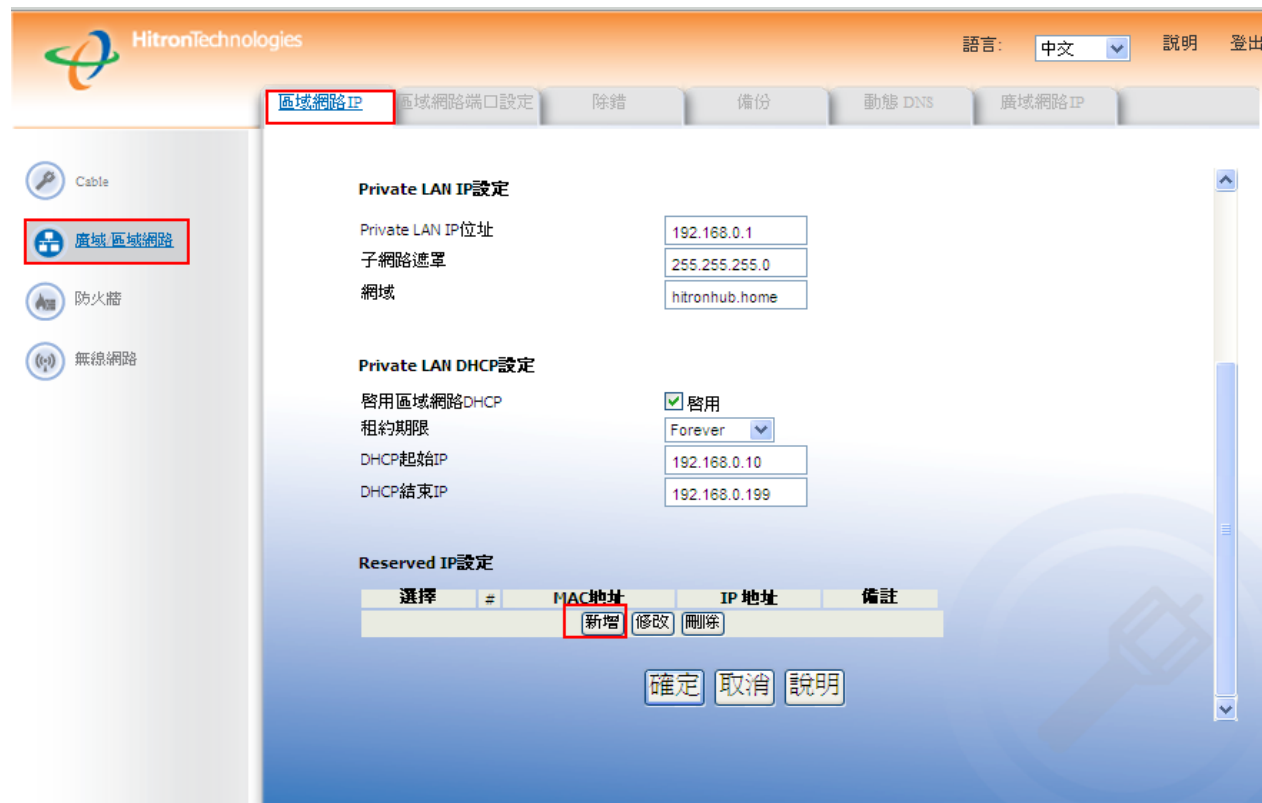 HitronTechnologies
語言: 中文 說明 登出
區域網路IP 區域網路端口設定 除錯 備份 動態 DNS 廣域網路IP
Cable
廣域/區域網路
防火牆
無線網路
Private LAN IP設定
Private LAN IP位址 192.168.0.1
子網路遮罩 255.255.255.0
網域 hitronhub.home
Private LAN DHCP設定
啓用區域網路DHCP 啓用
租約期限 Forever
DHCP起始IP 192.168.0.10
DHCP結束IP 192.168.0.199
Reserved IP設定
選擇 # MAC地址 IP 地址 備註
新增 修改 刪除
確定 取消 說明